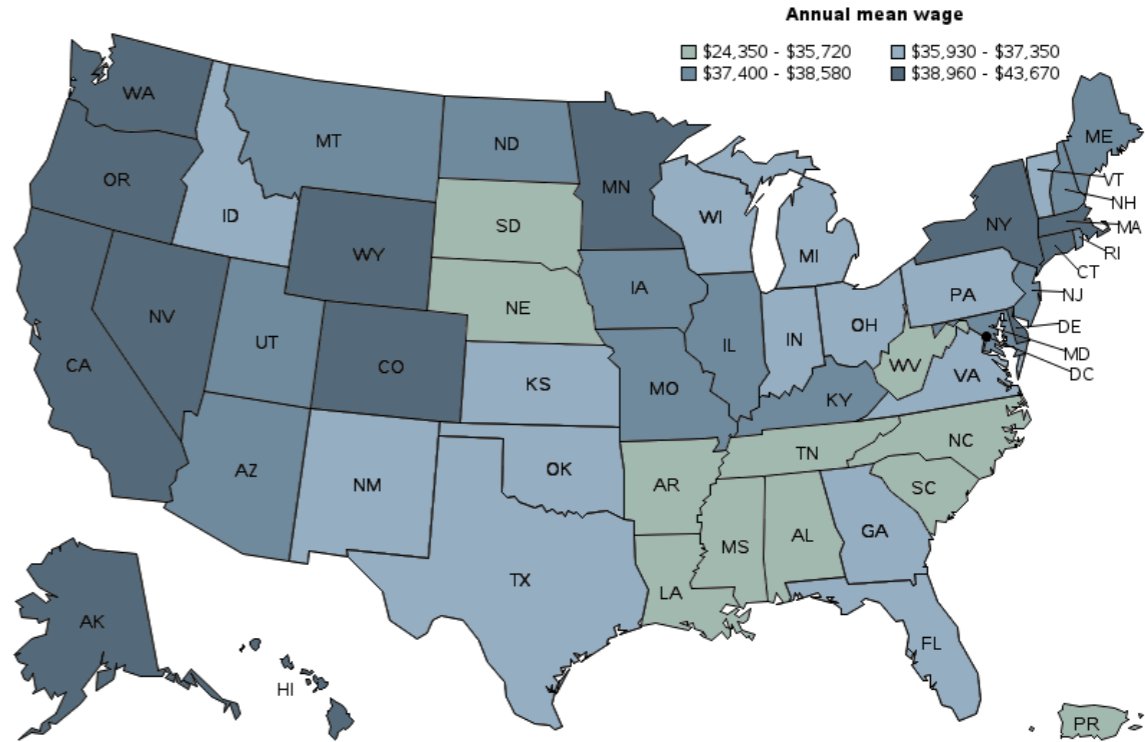 Annual mean wage
$24,350 - $35,720 $35,930 - $37,350
$37,400 - $38,580 $38,960 - $43,670
WA
MT
ND
ME
OR
MN
VT
ID
SD
WI
NY
NH
MA
WY
MI
RI
CT
IA
PA
NJ
NE
NV
UT
IL
IN
OH
DE
MD
CA
CO
KS
MO
WV
VA
DC
KY
AZ
NM
OK
TN
NC
AR
SC
TX
MS
AL
GA
LA
AK
FL
HI
PR